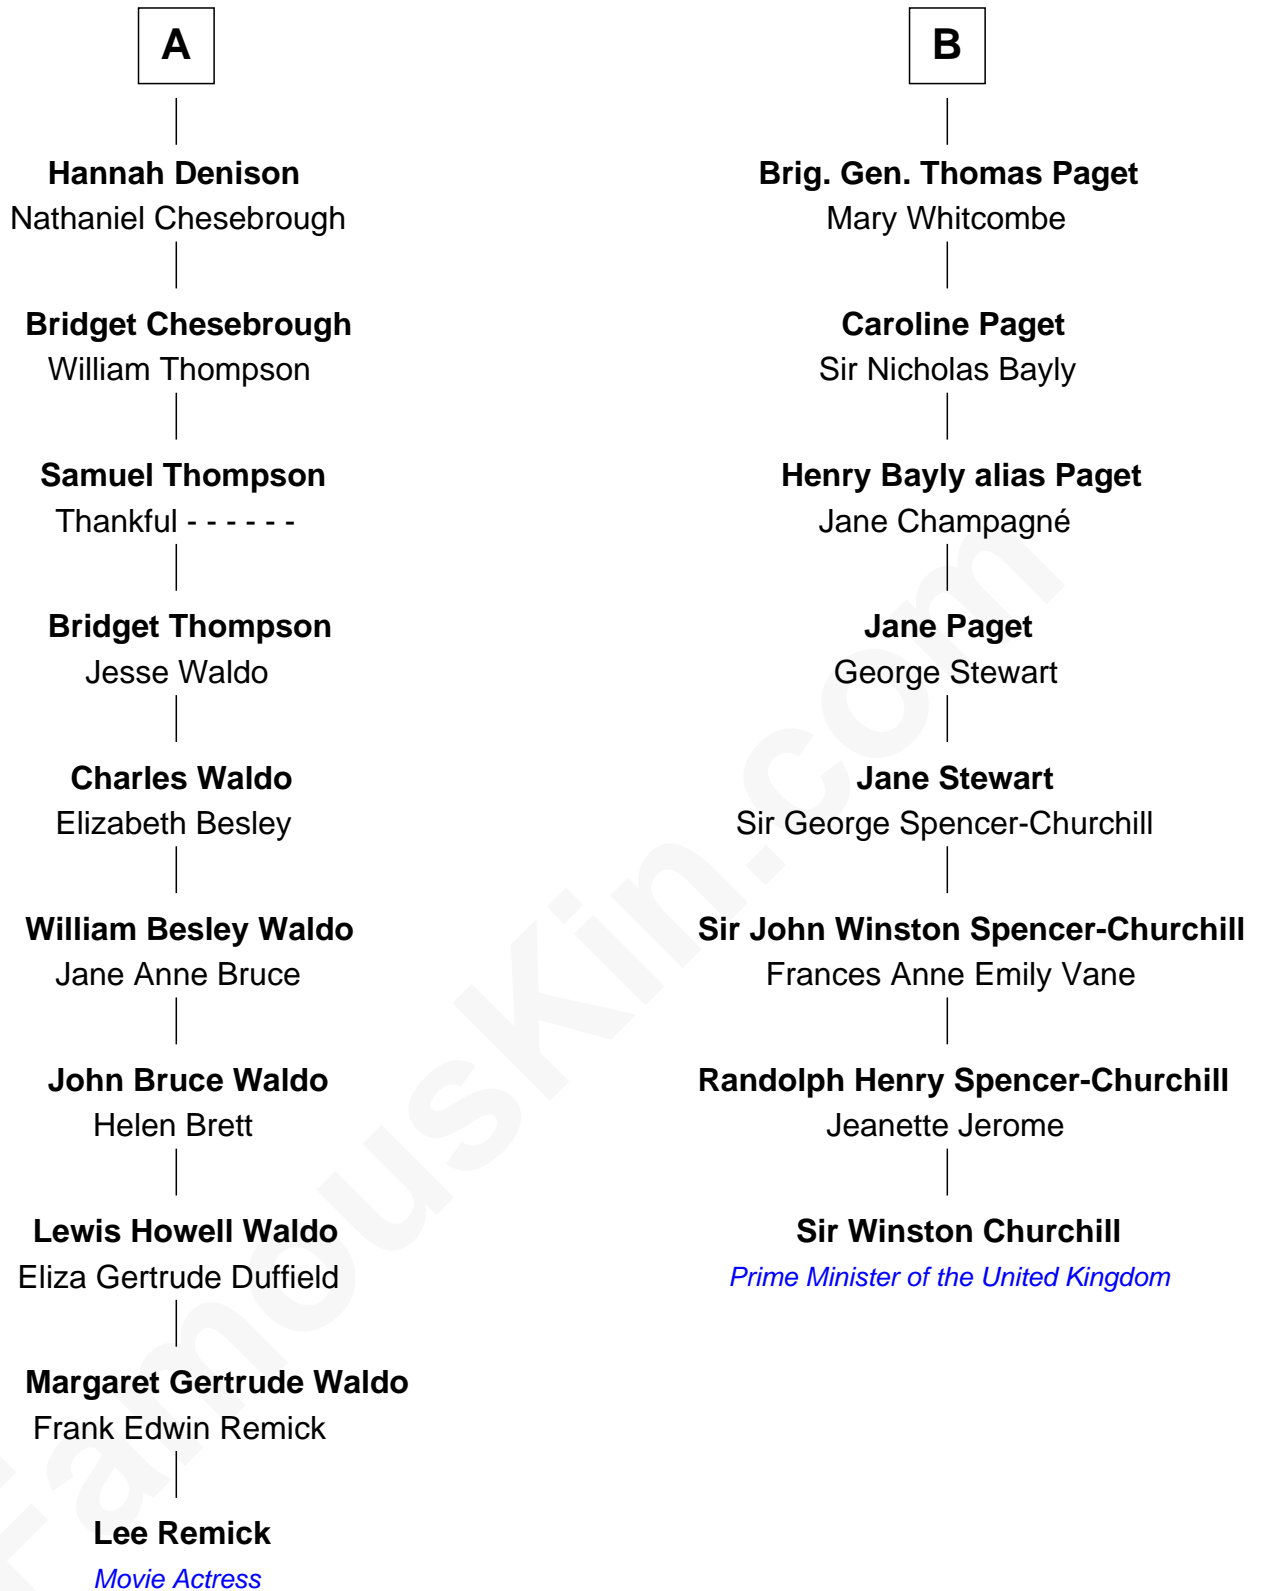 A
Hannah Denison
Nathaniel Chesebrough
Bridget Chesebrough
William Thompson
Samuel Thompson
Thankful - - - - - -
Bridget Thompson
Jesse Waldo
Charles Waldo
Elizabeth Besley
William Besley Waldo
Jane Anne Bruce
John Bruce Waldo
Helen Brett
Lewis Howell Waldo
Eliza Gertrude Duffield
Margaret Gertrude Waldo
Frank Edwin Remick
Lee Remick
Movie Actress
B
Brig. Gen. Thomas Paget
Mary Whitcombe
Caroline Paget
Sir Nicholas Bayly
Henry Bayly alias Paget
Jane Champagné
Jane Paget
George Stewart
Jane Stewart
Sir George Spencer-Churchill
Sir John Winston Spencer-Churchill
Frances Anne Emily Vane
Randolph Henry Spencer-Churchill
Jeanette Jerome
Sir Winston Churchill
Prime Minister of the United Kingdom
FamousKin.com